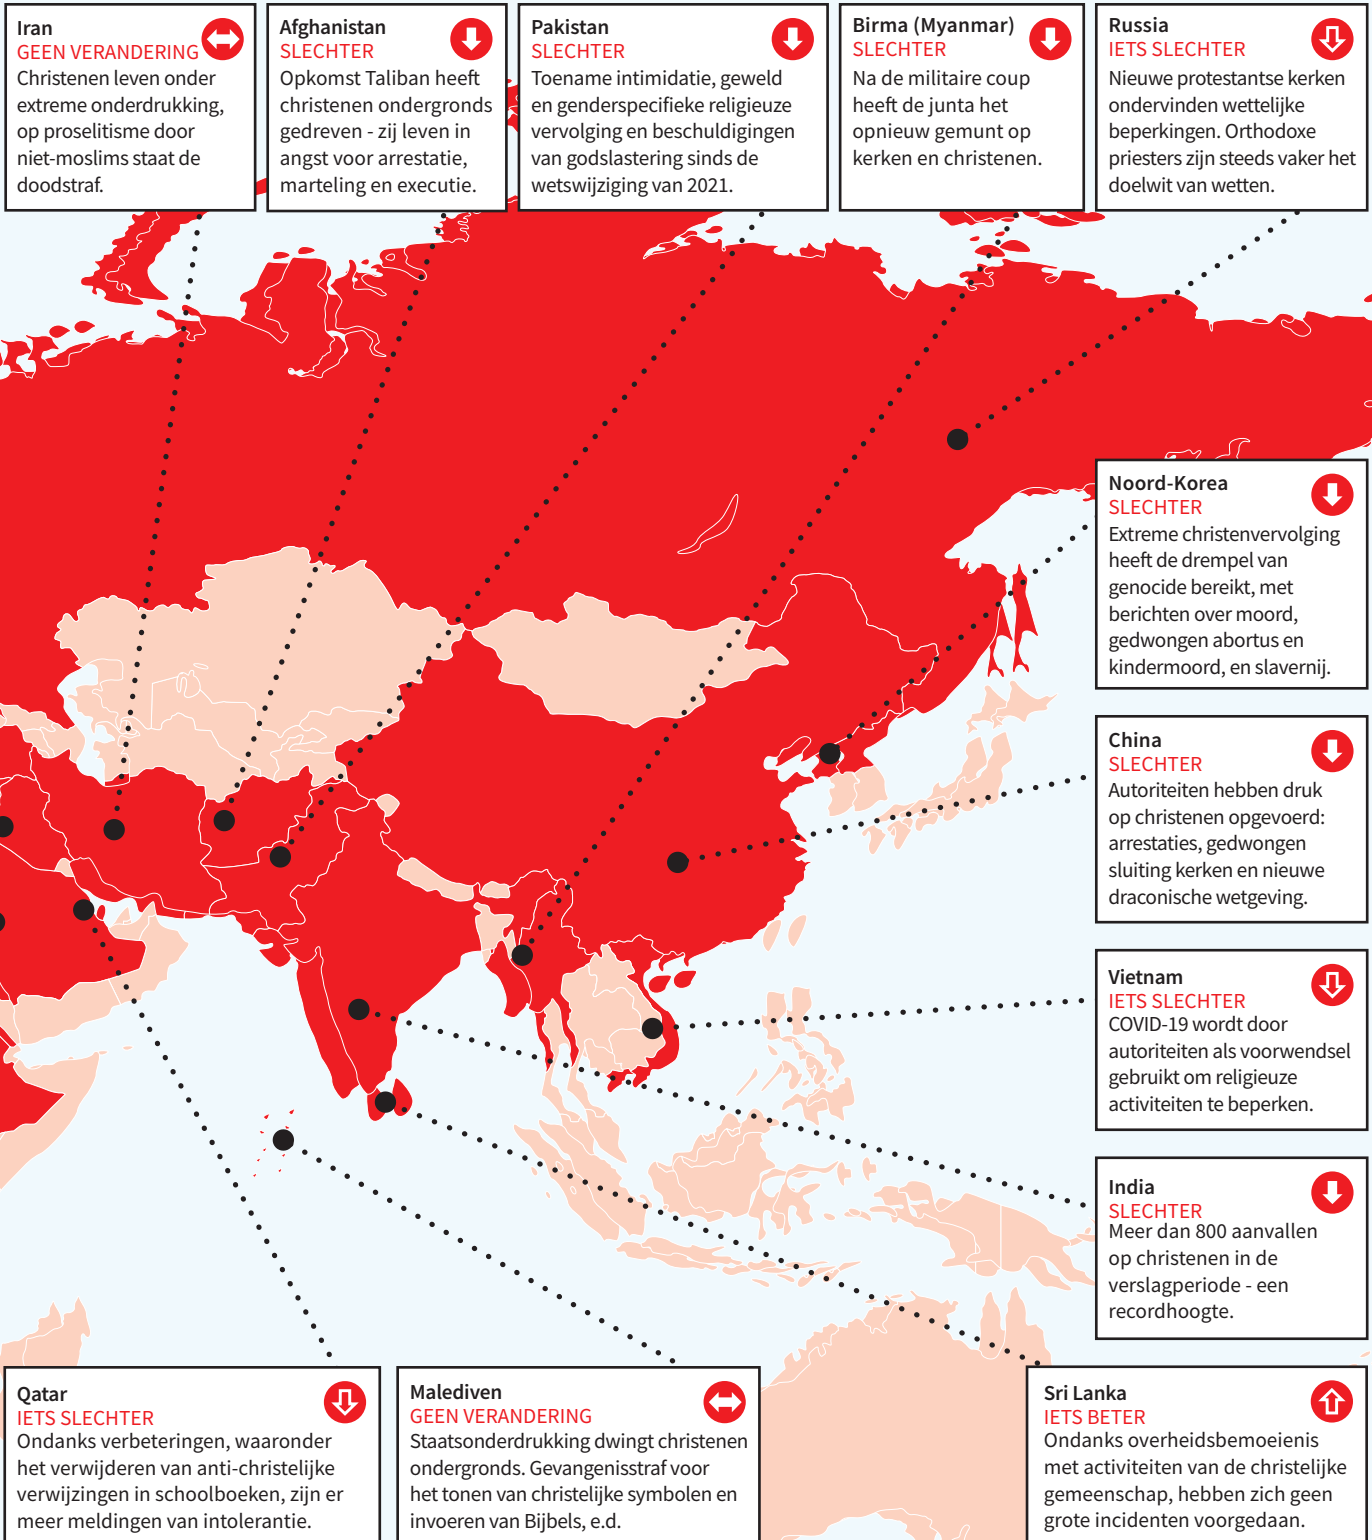 Iran
GEEN VERANDERING
Christenen leven onder
extreme onderdrukking,
op proselitisme door
niet-moslims staat de
doodstraf.
Afghanistan
SLECHTER
Opkomst Taliban heeft
christenen ondergronds
gedreven - zij leven in
angst voor arrestatie,
marteling en executie.
Pakistan
SLECHTER
Toename intimidatie, geweld
en genderspecifieke religieuze
vervolging en beschuldigingen
van godslastering sinds de
wetswijziging van 2021.
Birma (Myanmar)
SLECHTER
Na de militaire coup
heeft de junta het
opnieuw gemunt op
kerken en christenen.
Russia
IETS SLECHTER
Nieuwe protestantse kerken
ondervinden wettelijke
beperkingen. Orthodoxe
priesters zijn steeds vaker het
doelwit van wetten.
Noord-Korea
SLECHTER
Extreme christenvervolging
heeft de drempel van
genocide bereikt, met
berichten over moord,
gedwongen abortus en
kindermoord, en slavernij.
China
SLECHTER
Autoriteiten hebben druk
op christenen opgevoerd:
arrestaties, gedwongen
sluiting kerken en nieuwe
draconische wetgeving.
Vietnam
IETS SLECHTER
COVID-19 wordt door
autoriteiten als voorwendsel
gebruikt om religieuze
activiteiten te beperken.
India
SLECHTER
Meer dan 800 aanvallen
op christenen in de
verslagperiode - een
recordhoogte.
Qatar
IETS SLECHTER
Ondanks verbeteringen, waaronder
het verwijderen van anti-christelijke
verwijzingen in schoolboeken, zijn er
meer meldingen van intolerantie.
Malediven
GEEN VERANDERING
Staatsonderdrukking dwingt christenen
ondergronds. Gevangenisstraf voor
het tonen van christelijke symbolen en
invoeren van Bijbels, e.d.
Sri Lanka
IETS BETER
Ondanks overheidsbemoeienis
met activiteiten van de christelijke
gemeenschap, hebben zich geen
grote incidenten voorgedaan.